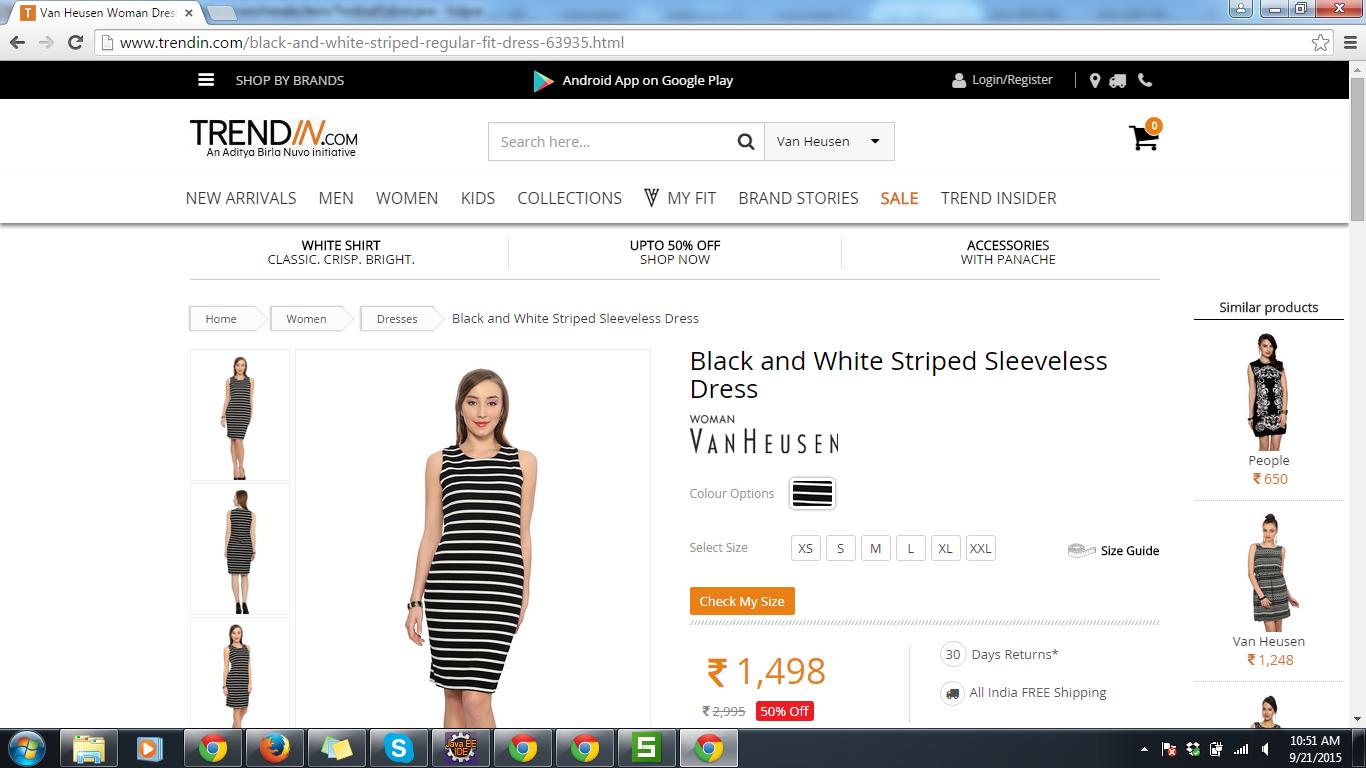 Van Heusen Woman Dres
www.trendin.com/black-and-white-striped-regular-fit-dress-63935.html
SHOP BY BRANDS
Android App on Google Play
Login/Register
TRENDIN.COM
An Aditya Birla Nuvo initiative
Search here...
Van Heusen
0
NEW ARRIVALS MEN WOMEN KIDS COLLECTIONS MY FIT BRAND STORIES SALE TREND INSIDER
WHITE SHIRT
CLASSIC. CRISP. BRIGHT.
UPTO 50% OFF
SHOP NOW
ACCESSORIES
WITH PANACHE
Home Women Dresses Black and White Striped Sleeveless Dress
Black and White Striped Sleeveless
Dress
WOMAN
VANHEUSEN
Colour Options
Select Size XS S M L XL XXL
Size Guide
Check My Size
₹ 1,498
₹ 2,995 50% Off
30 Days Returns*
All India FREE Shipping
Similar products
People
₹ 650
Van Heusen
₹ 1,248
Java EE
IDE
10:51 AM
9/21/2015